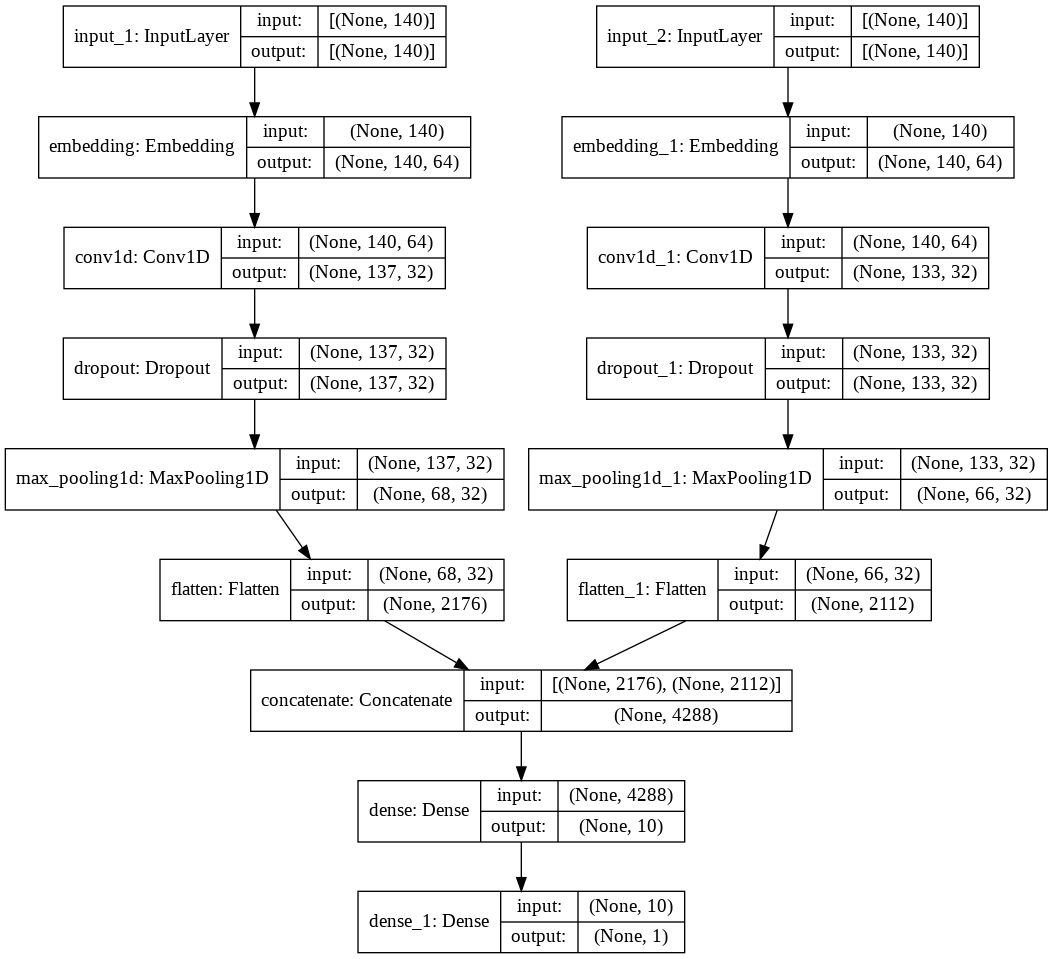 input_1: InputLayer input: [(None, 140)]
output: [(None, 140)]
input_2: InputLayer input: [(None, 140)]
output: [(None, 140)]
embedding: Embedding input: (None, 140)
output: (None, 140, 64)
embedding_1: Embedding input: (None, 140)
output: (None, 140, 64)
conv1d: Conv1D input: (None, 140, 64)
output: (None, 137, 32)
conv1d_1: Conv1D input: (None, 140, 64)
output: (None, 133, 32)
dropout: Dropout input: (None, 137, 32)
output: (None, 137, 32)
dropout_1: Dropout input: (None, 133, 32)
output: (None, 133, 32)
max_pooling1d: MaxPooling1D input: (None, 137, 32)
output: (None, 68, 32)
max_pooling1d_1: MaxPooling1D input: (None, 133, 32)
output: (None, 66, 32)
flatten: Flatten input: (None, 68, 32)
output: (None, 2176)
flatten_1: Flatten input: (None, 66, 32)
output: (None, 2112)
concatenate: Concatenate input: [(None, 2176), (None, 2112)]
output: (None, 4288)
dense: Dense input: (None, 4288)
output: (None, 10)
dense_1: Dense input: (None, 10)
output: (None, 1)